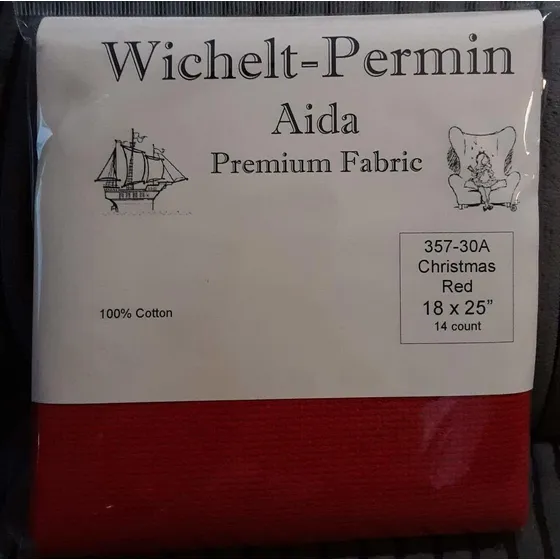 Wichelt-Permin
Aida
Premium Fabric
357-30A
Christmas
Red
18 x 25”
14 count
100% Cotton